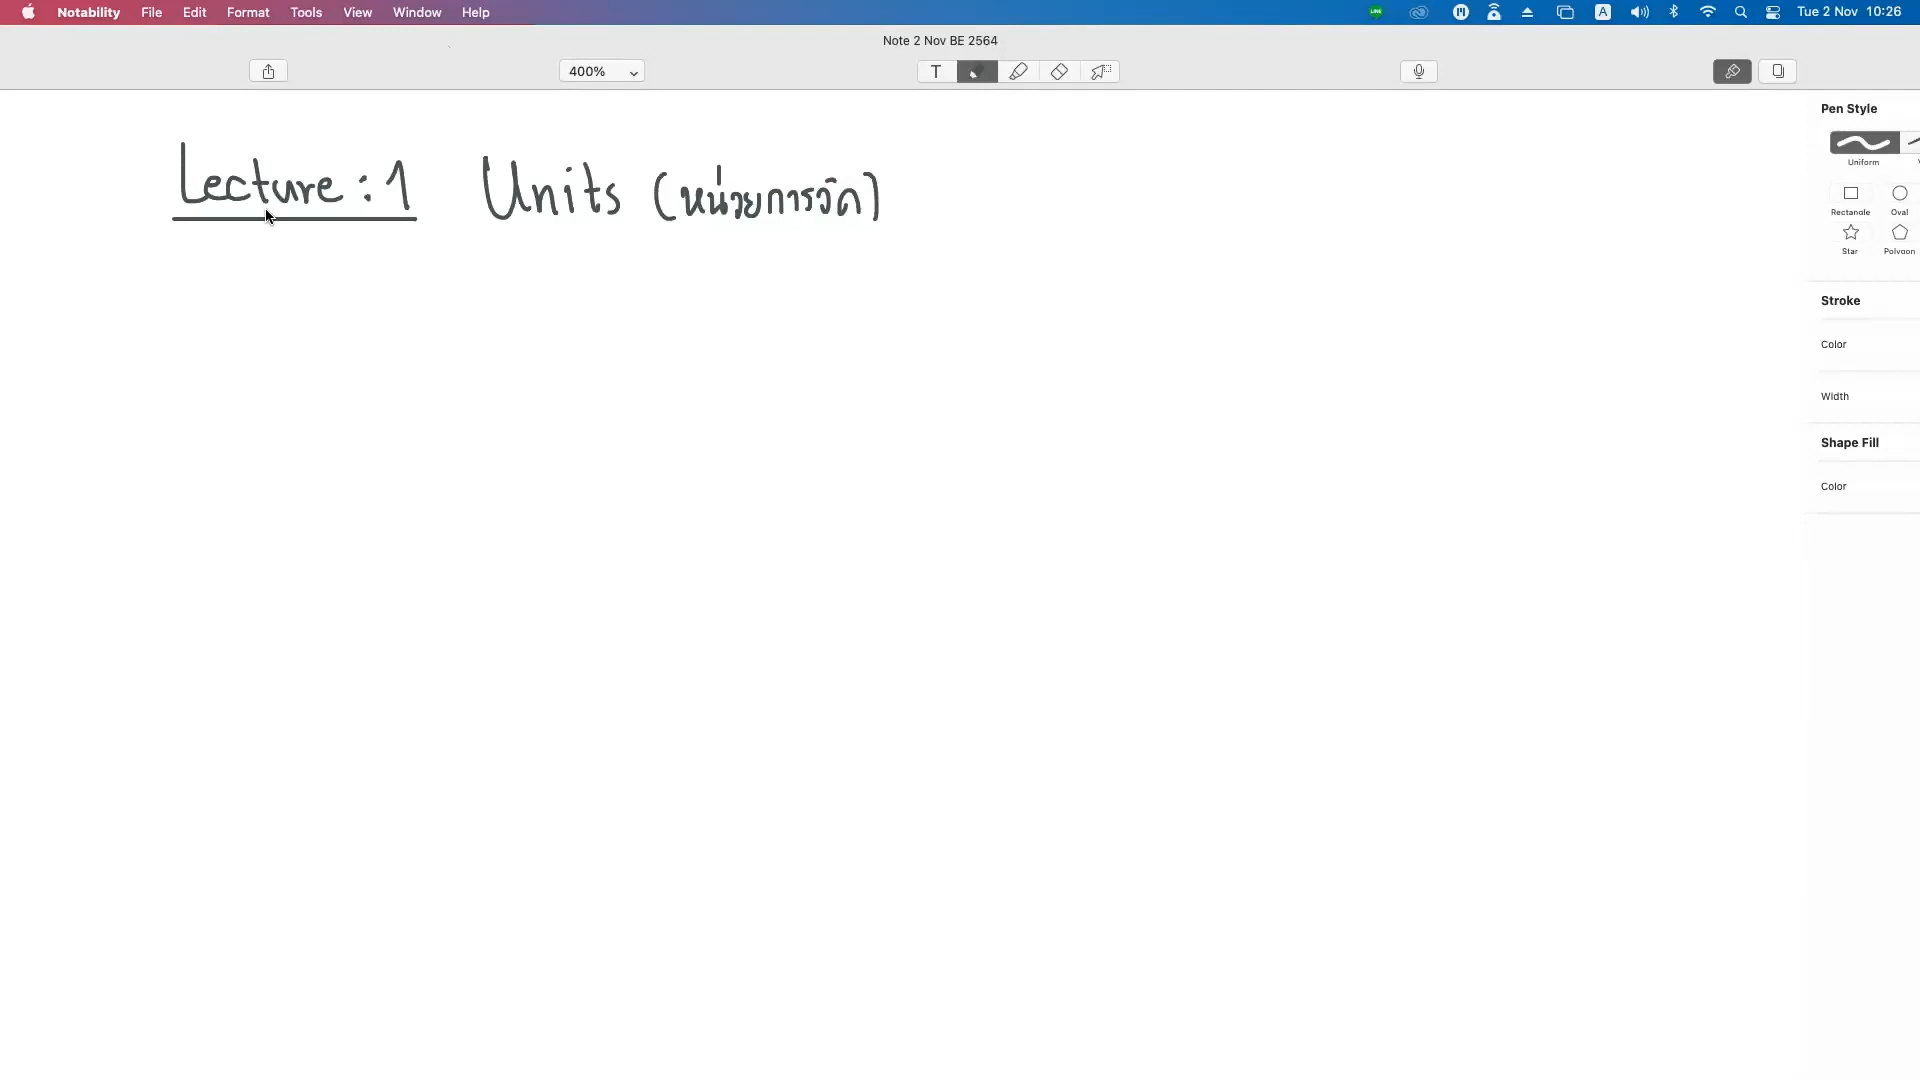 Notability File Edit Format Tools View Window Help LINE A Tue 2 Nov 10:26
Note 2 Nov BE 2564
400% T
Lecture : 1 Units (หน่วยการวัด)
Pen Style
Uniform
Rectangle Oval
Star Polygon
Stroke
Color
Width
Shape Fill
Color